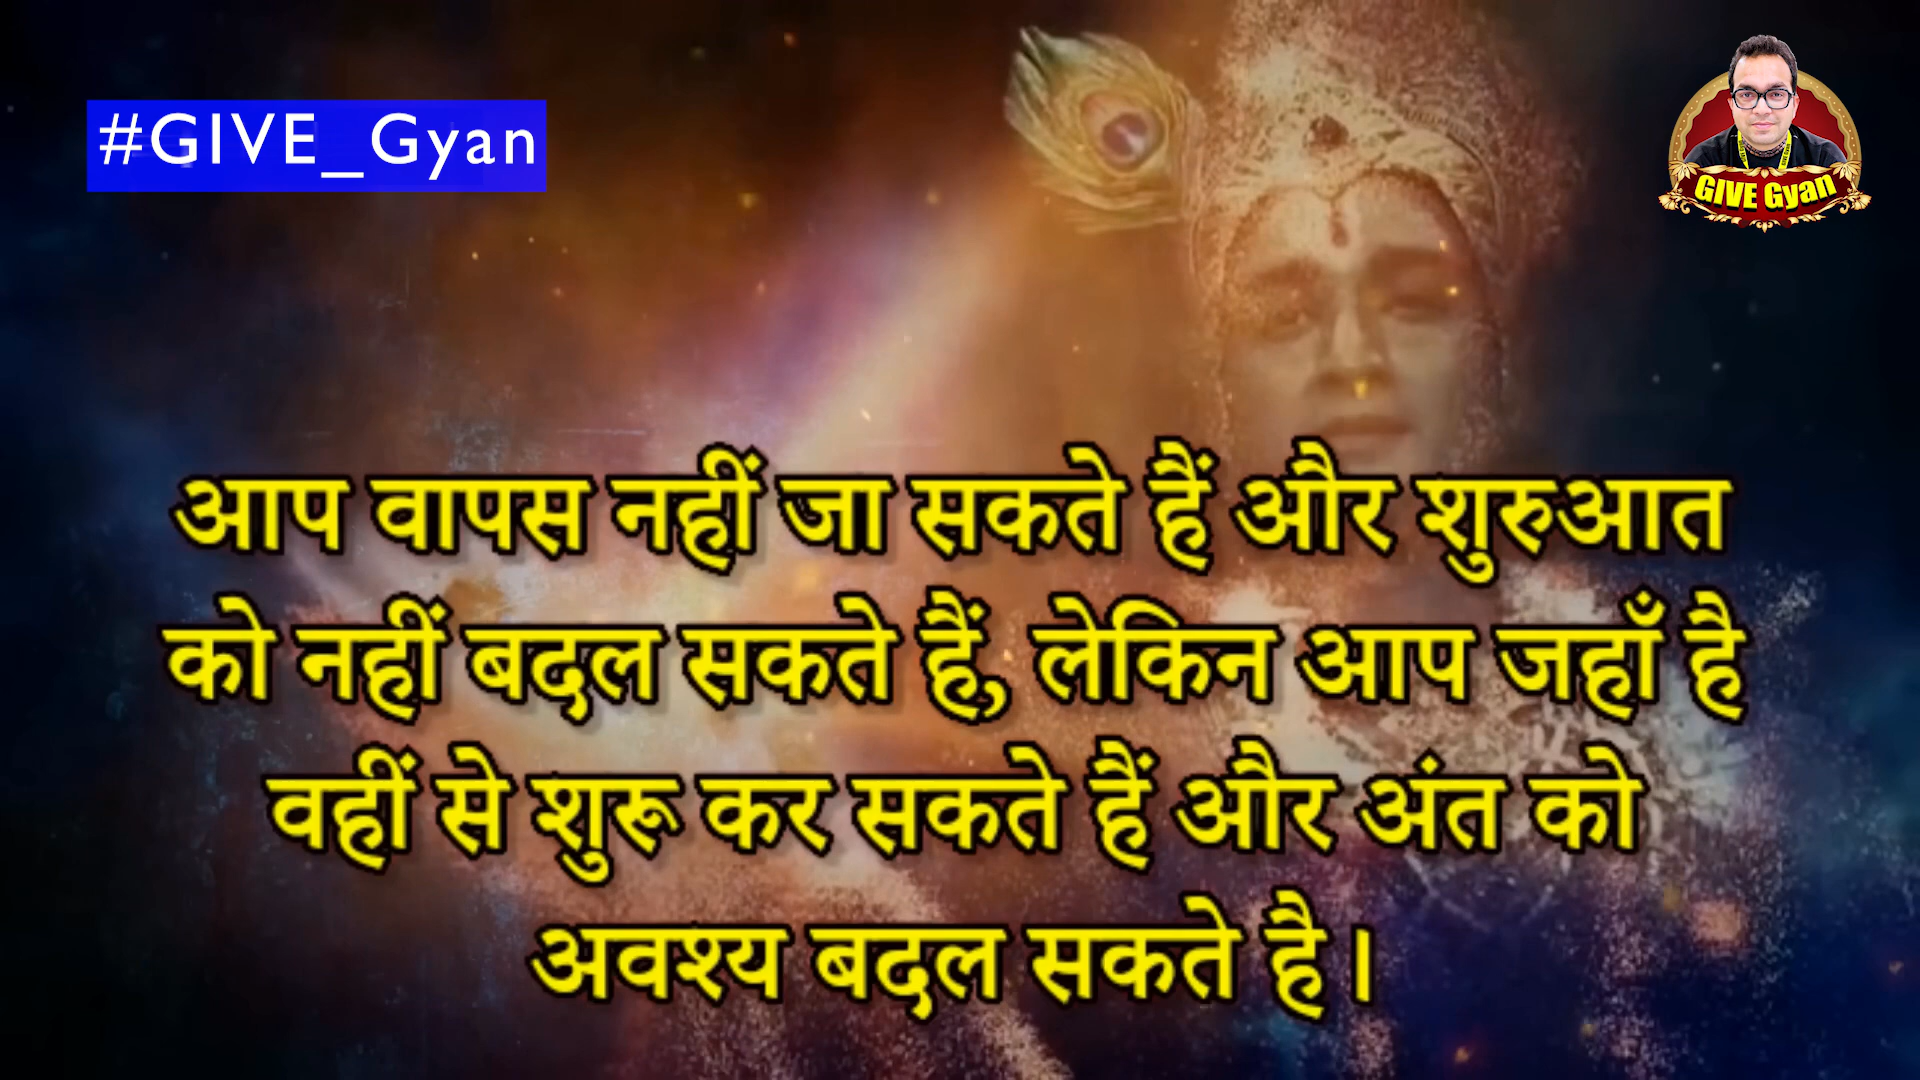 #GIVE_Gyan
GIVE Gyan
आप वापस नहीं जा सकते हैं और शुरुआत
को नहीं बदल सकते हैं, लेकिन आप जहाँ है
वहीं से शुरू कर सकते हैं और अंत को
अवश्य बदल सकते है।